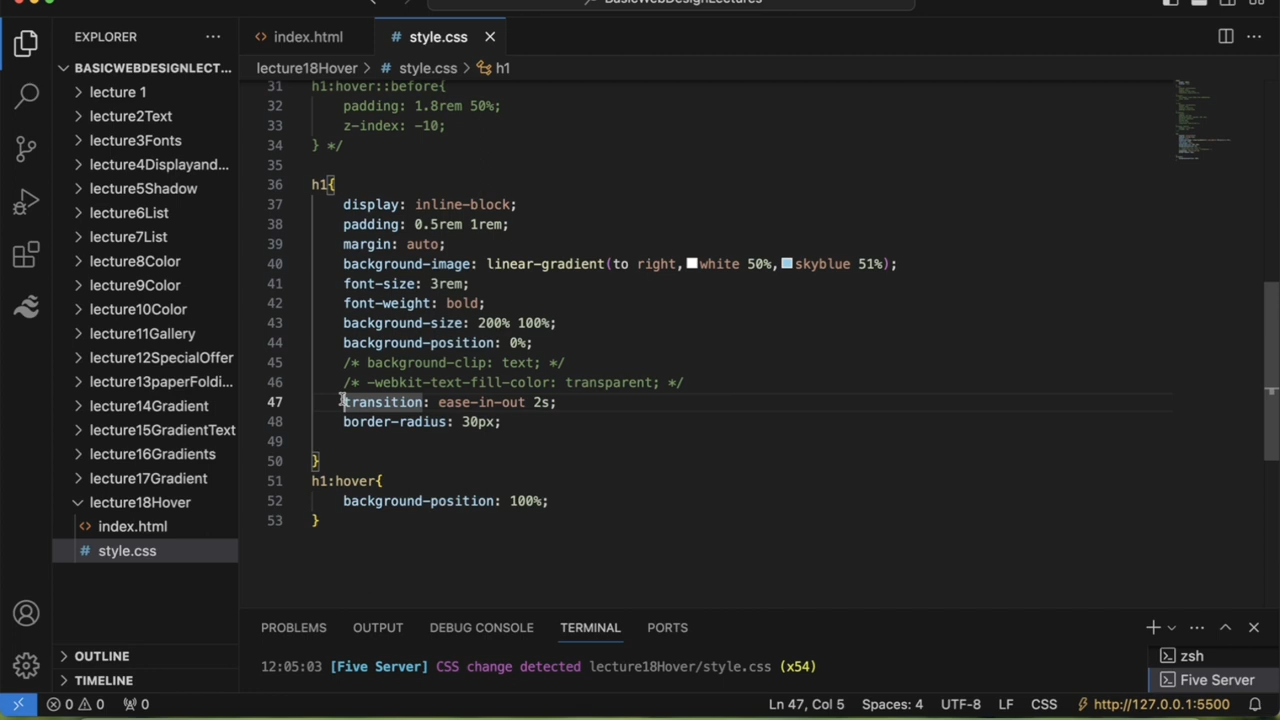 BasicWebDesignLectures
EXPLORER
BASICWEBDESIGNLECT...
lecture 1
lecture2Text
lecture3Fonts
lecture4Displayand...
lecture5Shadow
lecture6List
lecture7List
lecture8Color
lecture9Color
lecture10Color
lecture11Gallery
lecture12SpecialOffer
lecture13paperFoldi...
lecture14Gradient
lecture15GradientText
lecture16Gradients
lecture17Gradient
lecture18Hover
index.html
style.css
OUTLINE
TIMELINE
index.html
style.css
lecture18Hover > style.css > h1
31 h1:hover::before{
32 padding: 1.8rem 50%;
33 z-index: -10;
34 } */
35
36 h1{
37 display: inline-block;
38 padding: 0.5rem 1rem;
39 margin: auto;
40 background-image: linear-gradient(to right,white 50%,skyblue 51%);
41 font-size: 3rem;
42 font-weight: bold;
43 background-size: 200% 100%;
44 background-position: 0%;
45 /* background-clip: text; */
46 /* -webkit-text-fill-color: transparent; */
47 transition: ease-in-out 2s;
48 border-radius: 30px;
49
50 }
51 h1:hover{
52 background-position: 100%;
53 }
PROBLEMS OUTPUT DEBUG CONSOLE TERMINAL PORTS
12:05:03 [Five Server] CSS change detected lecture18Hover/style.css (x54)
zsh
Five Server
0 0 0 Ln 47, Col 5 Spaces: 4 UTF-8 LF CSS http://127.0.0.1:5500